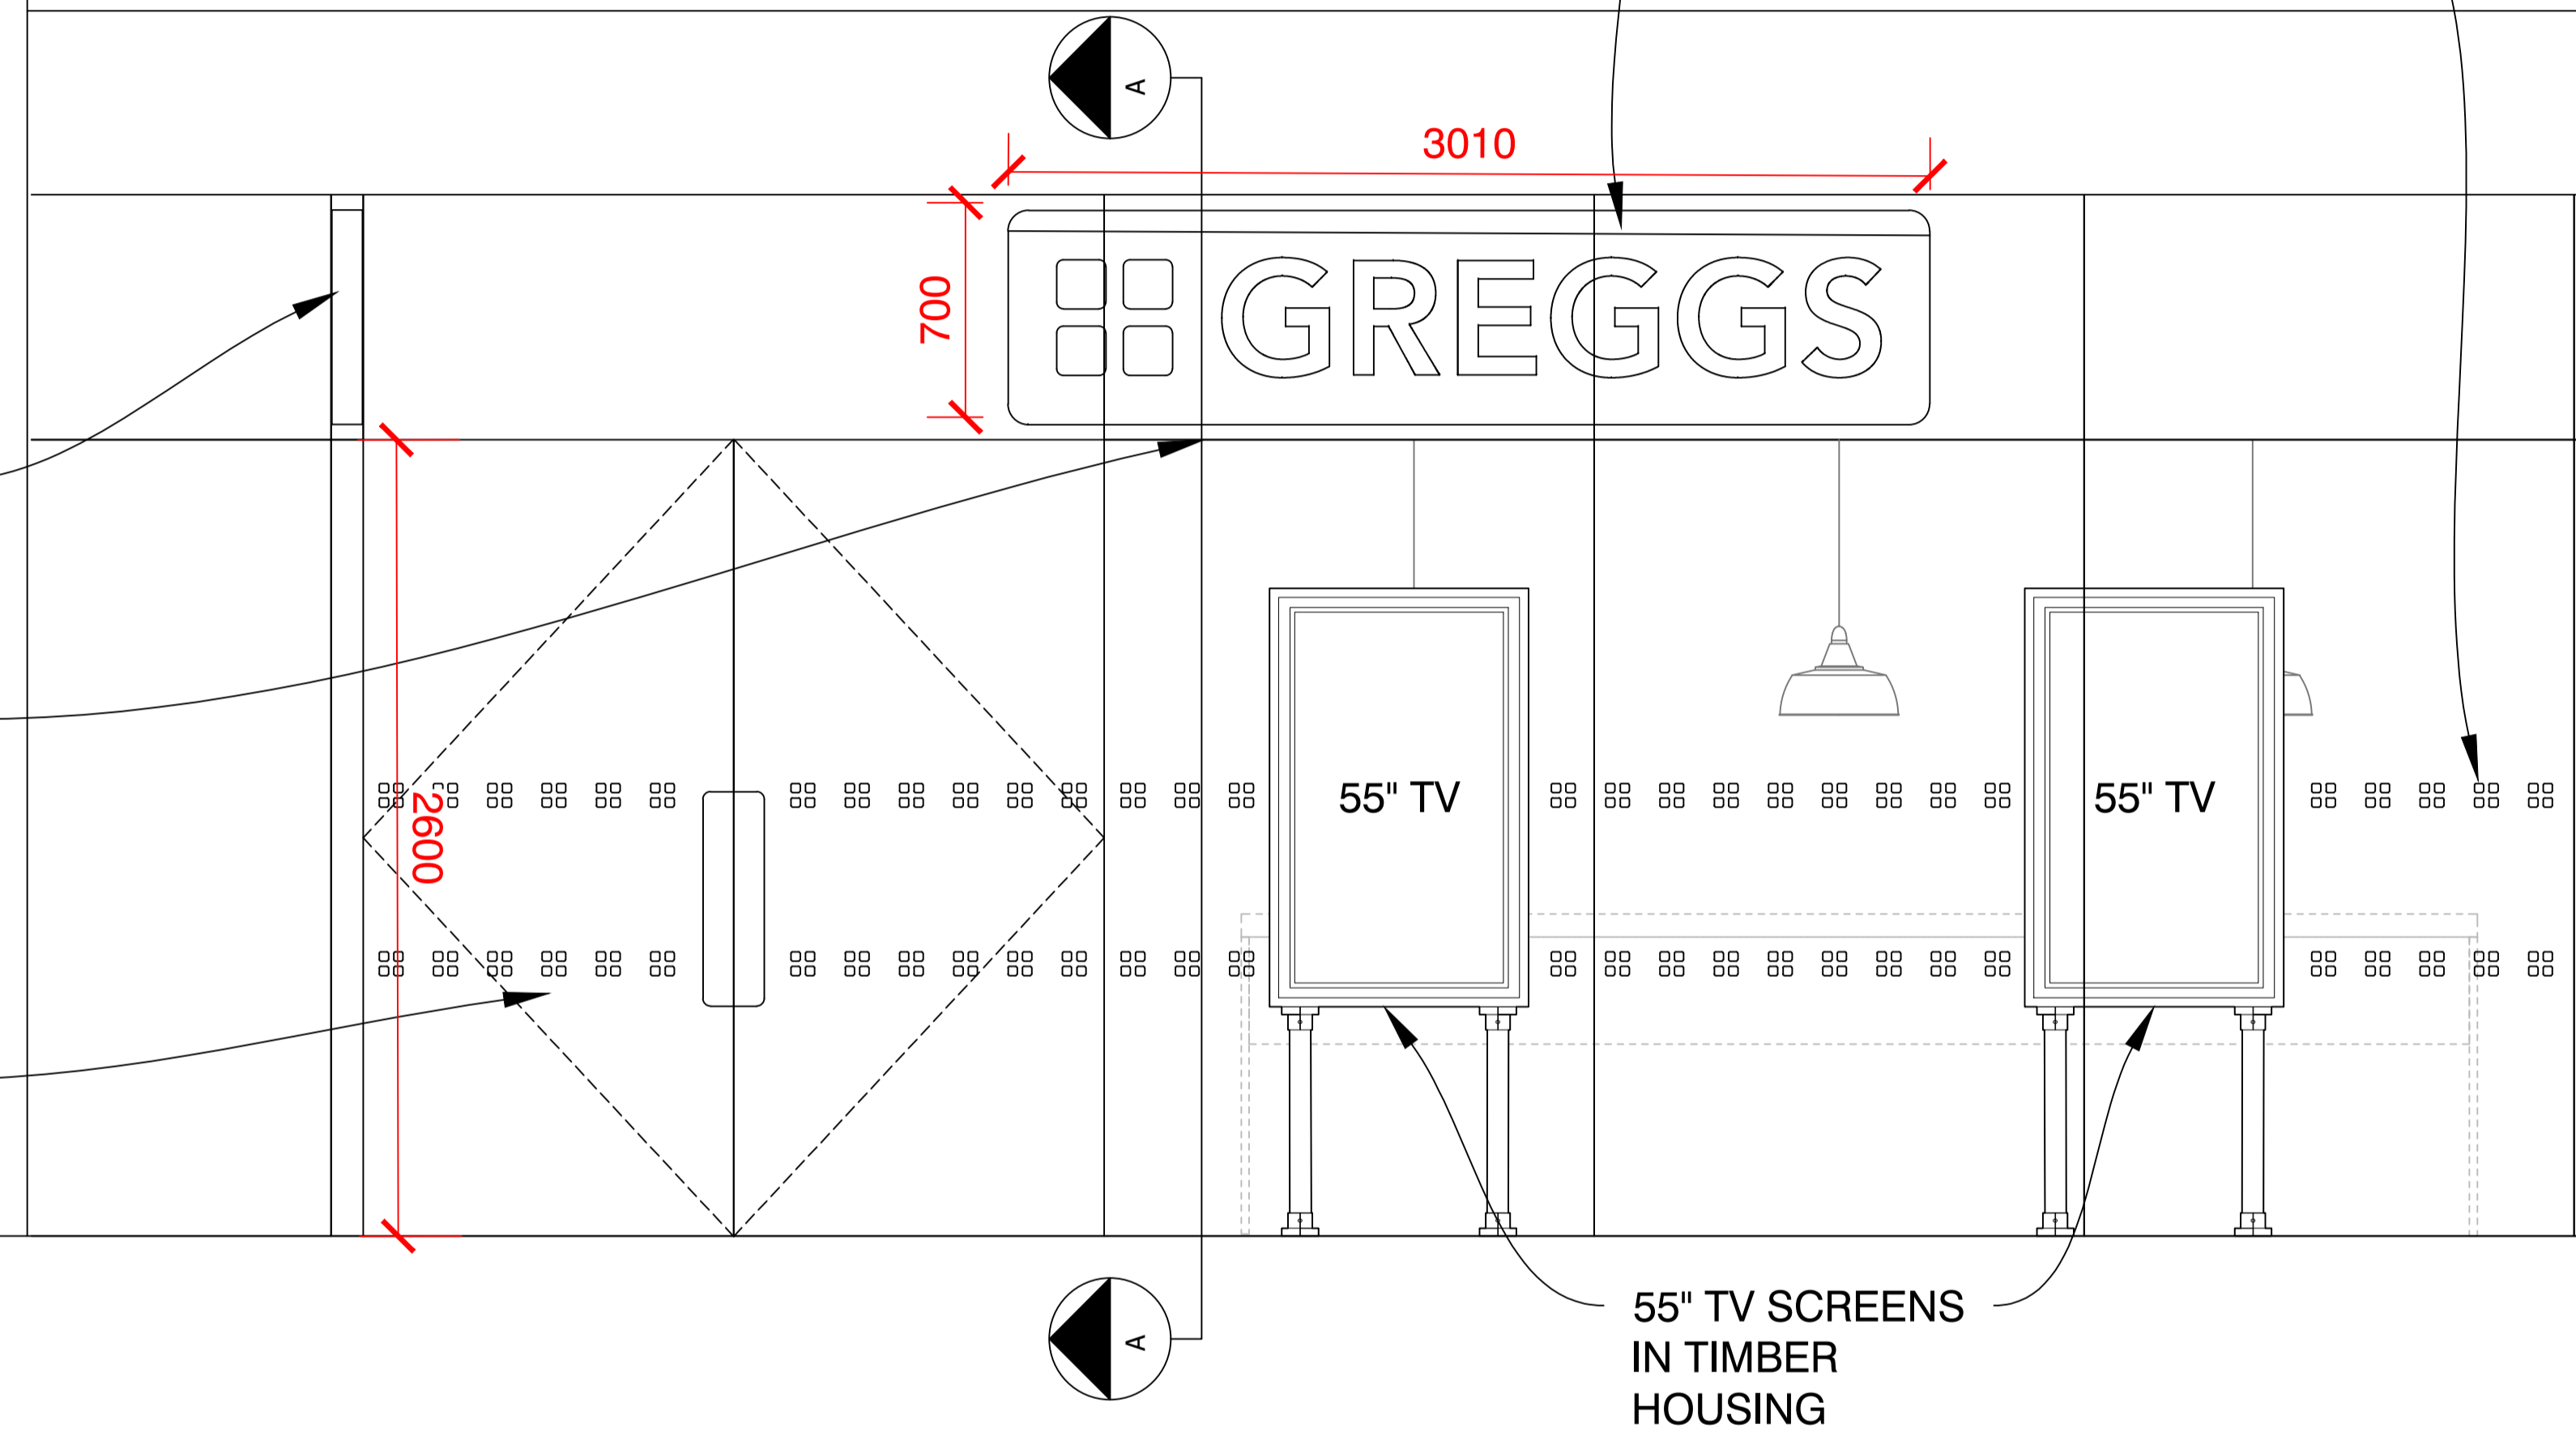 A
3010
700
GREGGS
2600
55" TV
55" TV
A
55" TV SCREENS
IN TIMBER
HOUSING